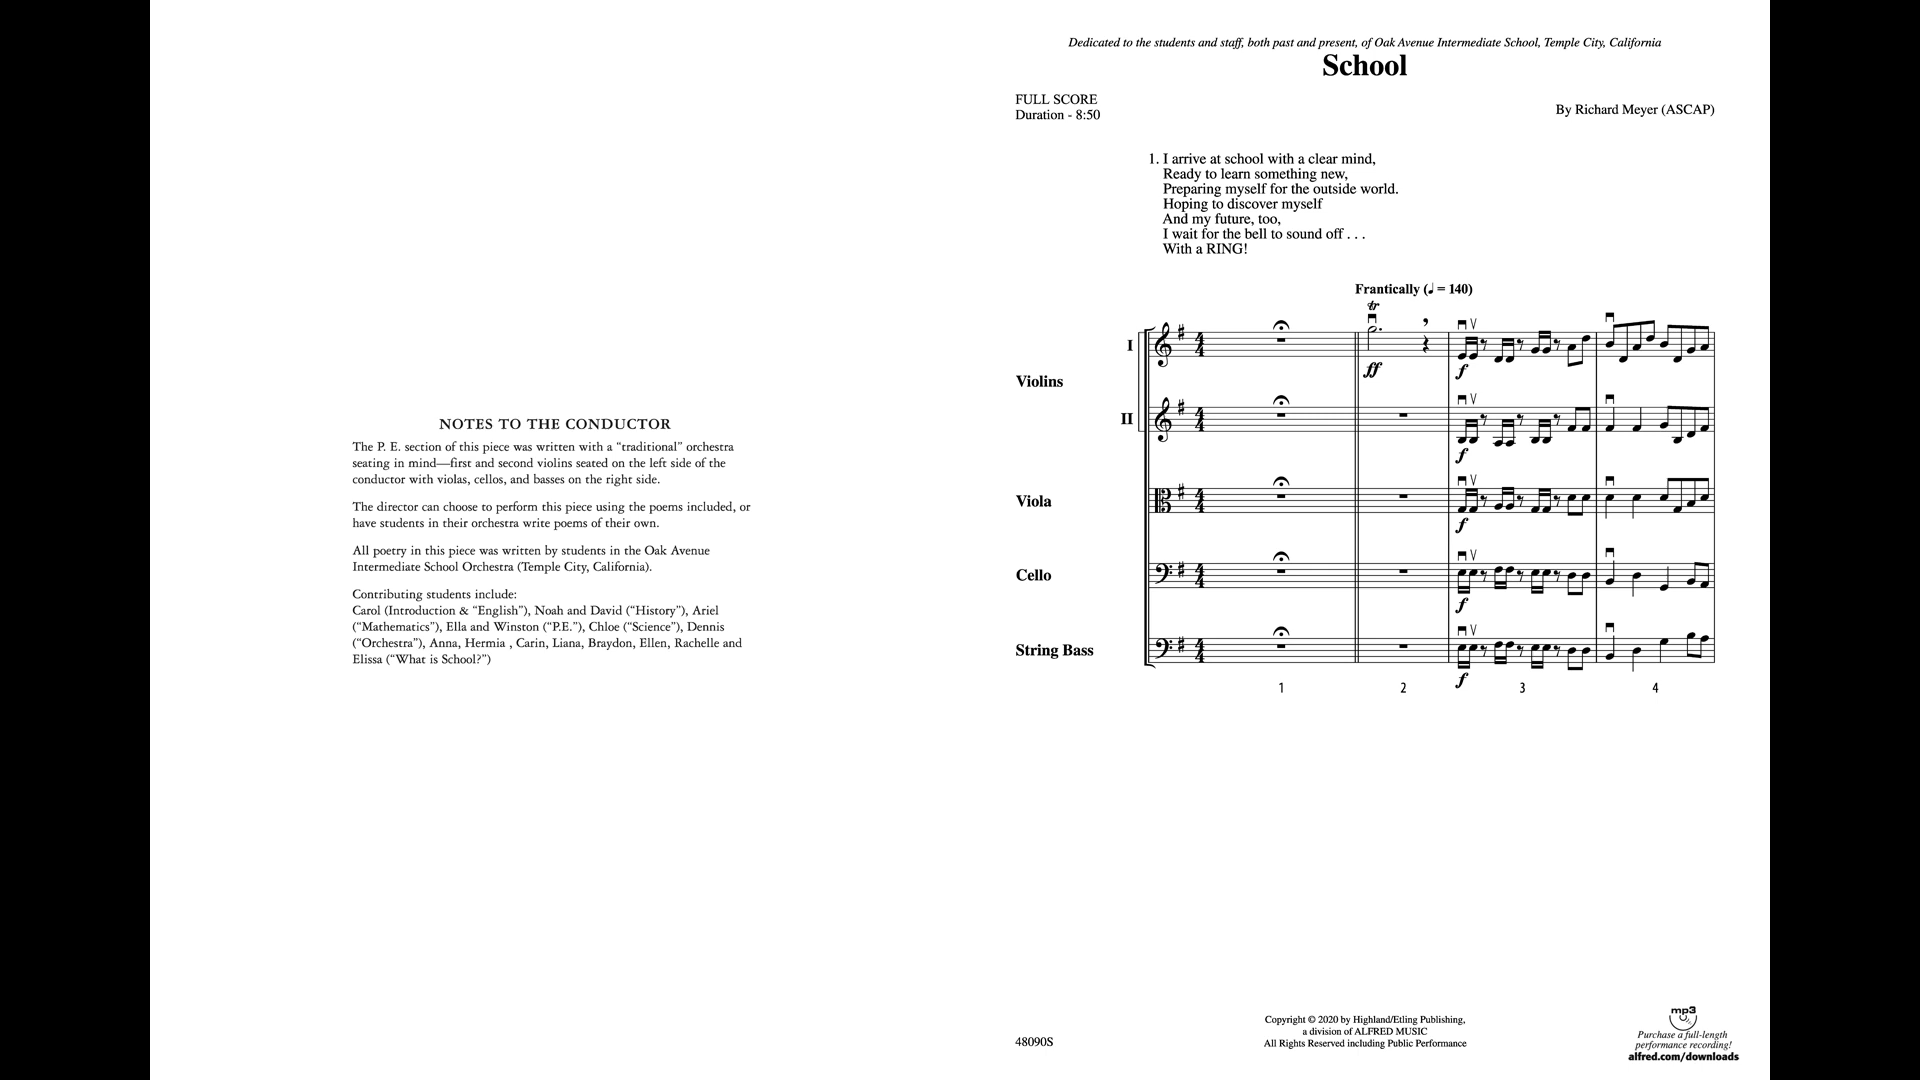 NOTES TO THE CONDUCTOR
The P. E. section of this piece was written with a “traditional” orchestra
seating in mind—first and second violins seated on the left side of the
conductor with violas, cellos, and basses on the right side.
The director can choose to perform this piece using the poems included, or
have students in their orchestra write poems of their own.
All poetry in this piece was written by students in the Oak Avenue
Intermediate School Orchestra (Temple City, California).
Contributing students include:
Carol (Introduction & “English”), Noah and David (“History”), Ariel
(“Mathematics”), Ella and Winston (“P.E.”), Chloe (“Science”), Dennis
(“Orchestra”), Anna, Hermia , Carin, Liana, Braydon, Ellen, Rachelle and
Elissa (“What is School?”)
Dedicated to the students and staff, both past and present, of Oak Avenue Intermediate School, Temple City, California
School
FULL SCORE
Duration - 8:50
By Richard Meyer (ASCAP)
1. I arrive at school with a clear mind,
Ready to learn something new,
Preparing myself for the outside world.
Hoping to discover myself
And my future, too,
I wait for the bell to sound off . . .
With a RING!
Frantically (♩ = 140)
tr
I
ff
f
Violins
II
f
Viola
f
Cello
f
String Bass
f
1 2 3 4
48090S
Copyright © 2020 by Highland/Etling Publishing,
a division of ALFRED MUSIC
All Rights Reserved including Public Performance
mp3
Purchase a full-length
performance recording!
alfred.com/downloads